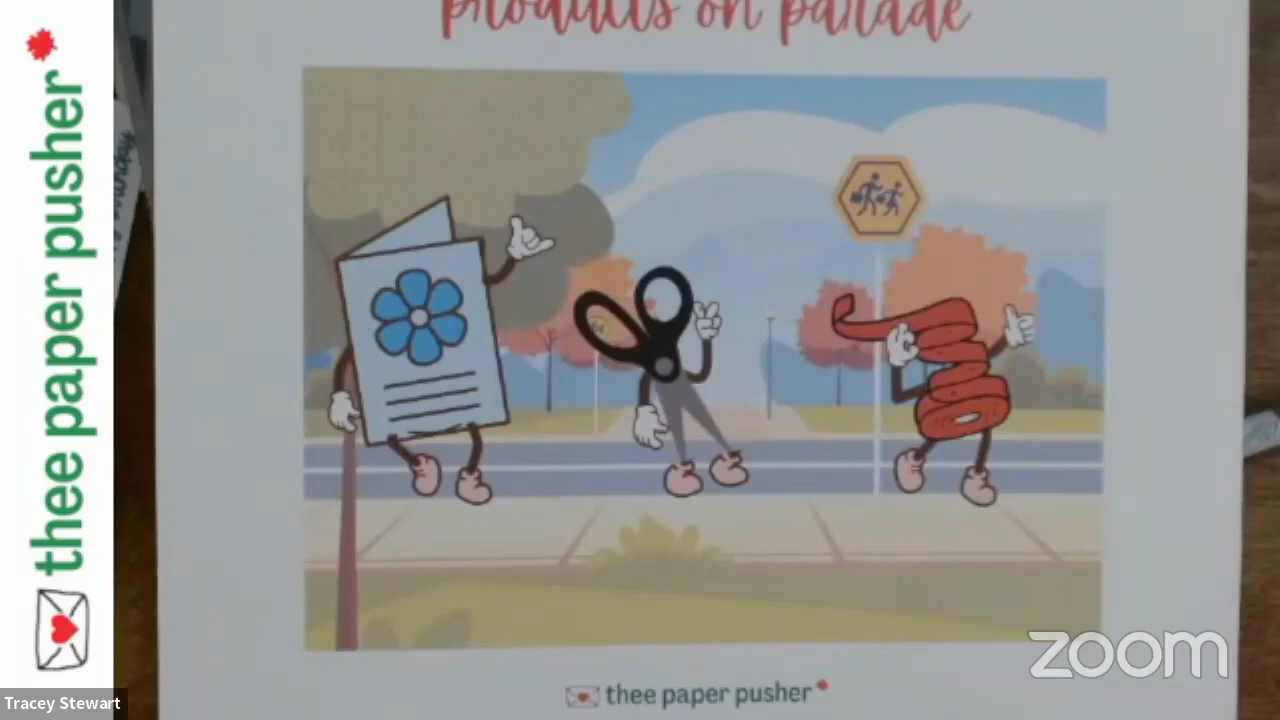 products on parade
thee paper pusher
thee paper pusher
zoom
Tracey Stewart